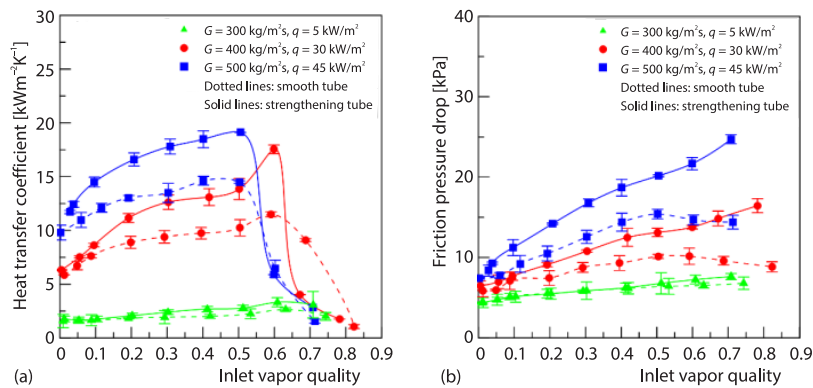 30
25
20
17
15
10
5
2
0
0
0.1
0.2
0.3
0.4
0.5
0.6
0.7
0.8
0.9
Heat transfer coefficient [kWm⁻²K⁻¹]
Inlet vapor quality
(a)
G = 300 kg/m²s, q = 5 kW/m²
G = 400 kg/m²s, q = 30 kW/m²
G = 500 kg/m²s, q = 45 kW/m²
Dotted lines: smooth tube
Solid lines: strengthening tube
40
30
20
10
0
0
0.1
0.2
0.3
0.4
0.5
0.6
0.7
0.8
0.9
Friction pressure drop [kPa]
Inlet vapor quality
(b)
G = 300 kg/m²s, q = 5 kW/m²
G = 400 kg/m²s, q = 30 kW/m²
G = 500 kg/m²s, q = 45 kW/m²
Dotted lines: smooth tube
Solid lines: strengthening tube